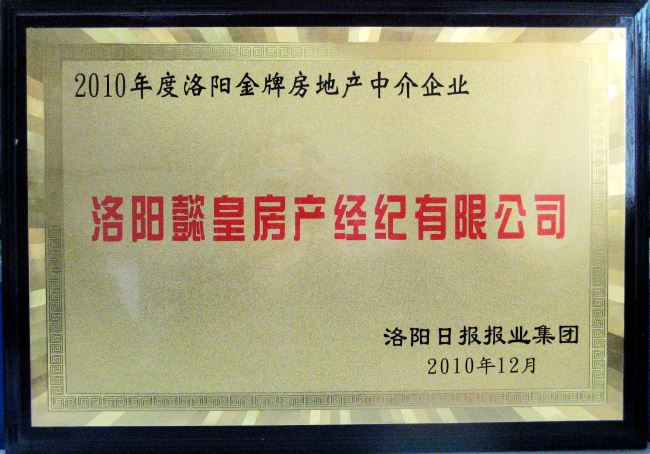 2010年度洛阳金牌房地产中介企业
洛阳懿皇房产经纪有限公司
洛阳日报报业集团
2010年12月